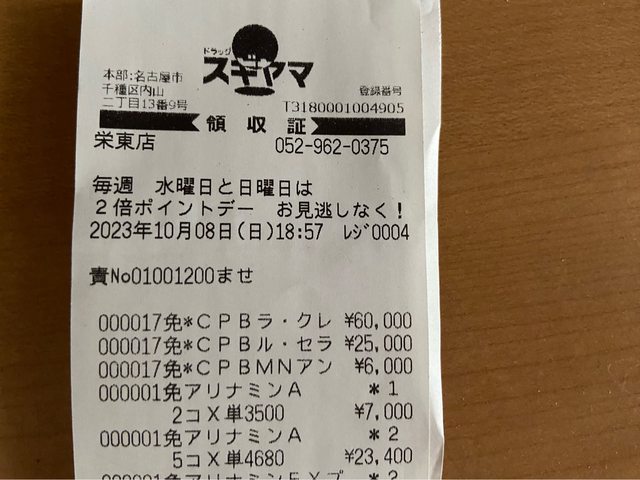 ドラッグ
スギヤマ
本部:名古屋市
千種区内山
二丁目13番9号
登録番号
T3180001004905
領収証
栄東店 052-962-0375
毎週 水曜日と日曜日は
2倍ポイントデー お見逃しなく!
2023年10月08日(日)18:57 レジ0004
責No01001200ませ
000017免*CPBラ・クレ ¥60,000
000017免*CPBル・セラ ¥25,000
000017免*CPBMNアン ¥6,000
000001免アリナミンA *1
2コX単3500 ¥7,000
000001免アリナミンA *2
5コX単4680 ¥23,400